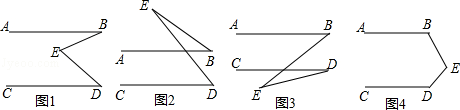 A B E C D 图1
E A B C D 图2
A B C D E 图3
A B E C D 图4